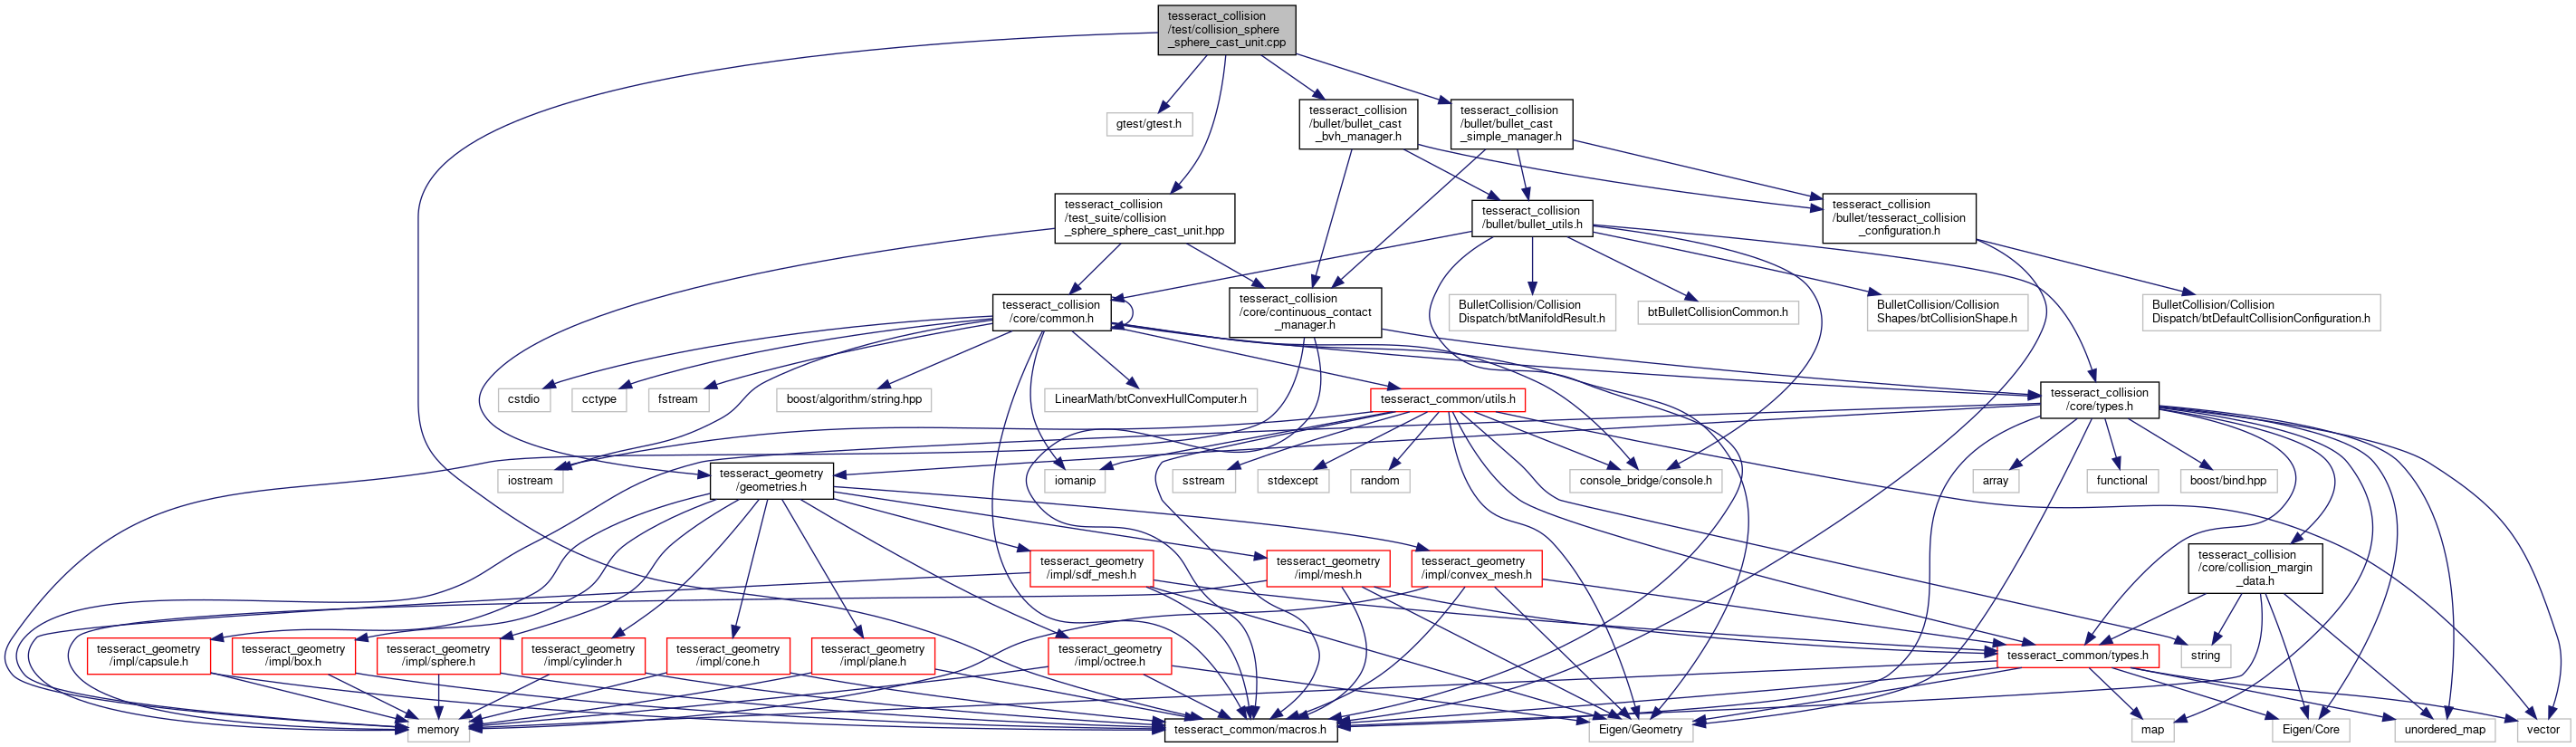 tesseract_collision
/test/collision_sphere
_sphere_cast_unit.cpp
gtest/gtest.h
tesseract_collision
/bullet/bullet_cast
_bvh_manager.h
tesseract_collision
/bullet/bullet_cast
_simple_manager.h
tesseract_collision
/test_suite/collision
_sphere_sphere_cast_unit.hpp
tesseract_collision
/bullet/bullet_utils.h
tesseract_collision
/bullet/tesseract_collision
_configuration.h
tesseract_collision
/core/common.h
tesseract_collision
/core/continuous_contact
_manager.h
BulletCollision/Collision
Dispatch/btManifoldResult.h
btBulletCollisionCommon.h
BulletCollision/Collision
Shapes/btCollisionShape.h
BulletCollision/Collision
Dispatch/btDefaultCollisionConfiguration.h
cstdio
cctype
fstream
boost/algorithm/string.hpp
LinearMath/btConvexHullComputer.h
tesseract_common/utils.h
tesseract_collision
/core/types.h
iostream
tesseract_geometry
/geometries.h
iomanip
sstream
stdexcept
random
console_bridge/console.h
array
functional
boost/bind.hpp
tesseract_geometry
/impl/sdf_mesh.h
tesseract_geometry
/impl/mesh.h
tesseract_geometry
/impl/convex_mesh.h
tesseract_collision
/core/collision_margin
_data.h
tesseract_geometry
/impl/capsule.h
tesseract_geometry
/impl/box.h
tesseract_geometry
/impl/sphere.h
tesseract_geometry
/impl/cylinder.h
tesseract_geometry
/impl/cone.h
tesseract_geometry
/impl/plane.h
tesseract_geometry
/impl/octree.h
tesseract_common/types.h
string
memory
tesseract_common/macros.h
Eigen/Geometry
map
Eigen/Core
unordered_map
vector